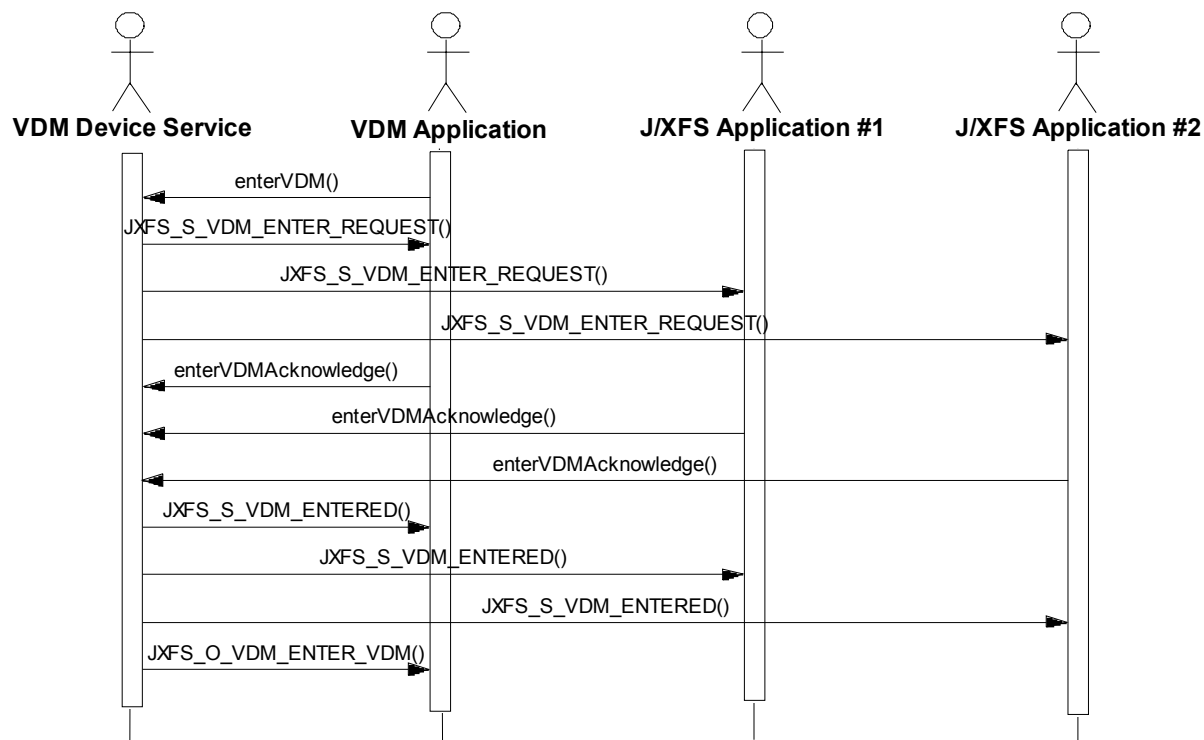 VDM Device Service
VDM Application
J/XFS Application #1
J/XFS Application #2
enterVDM()
JXFS_S_VDM_ENTER_REQUEST()
JXFS_S_VDM_ENTER_REQUEST()
JXFS_S_VDM_ENTER_REQUEST()
enterVDMAcknowledge()
enterVDMAcknowledge()
enterVDMAcknowledge()
JXFS_S_VDM_ENTERED()
JXFS_S_VDM_ENTERED()
JXFS_S_VDM_ENTERED()
JXFS_O_VDM_ENTER_VDM()